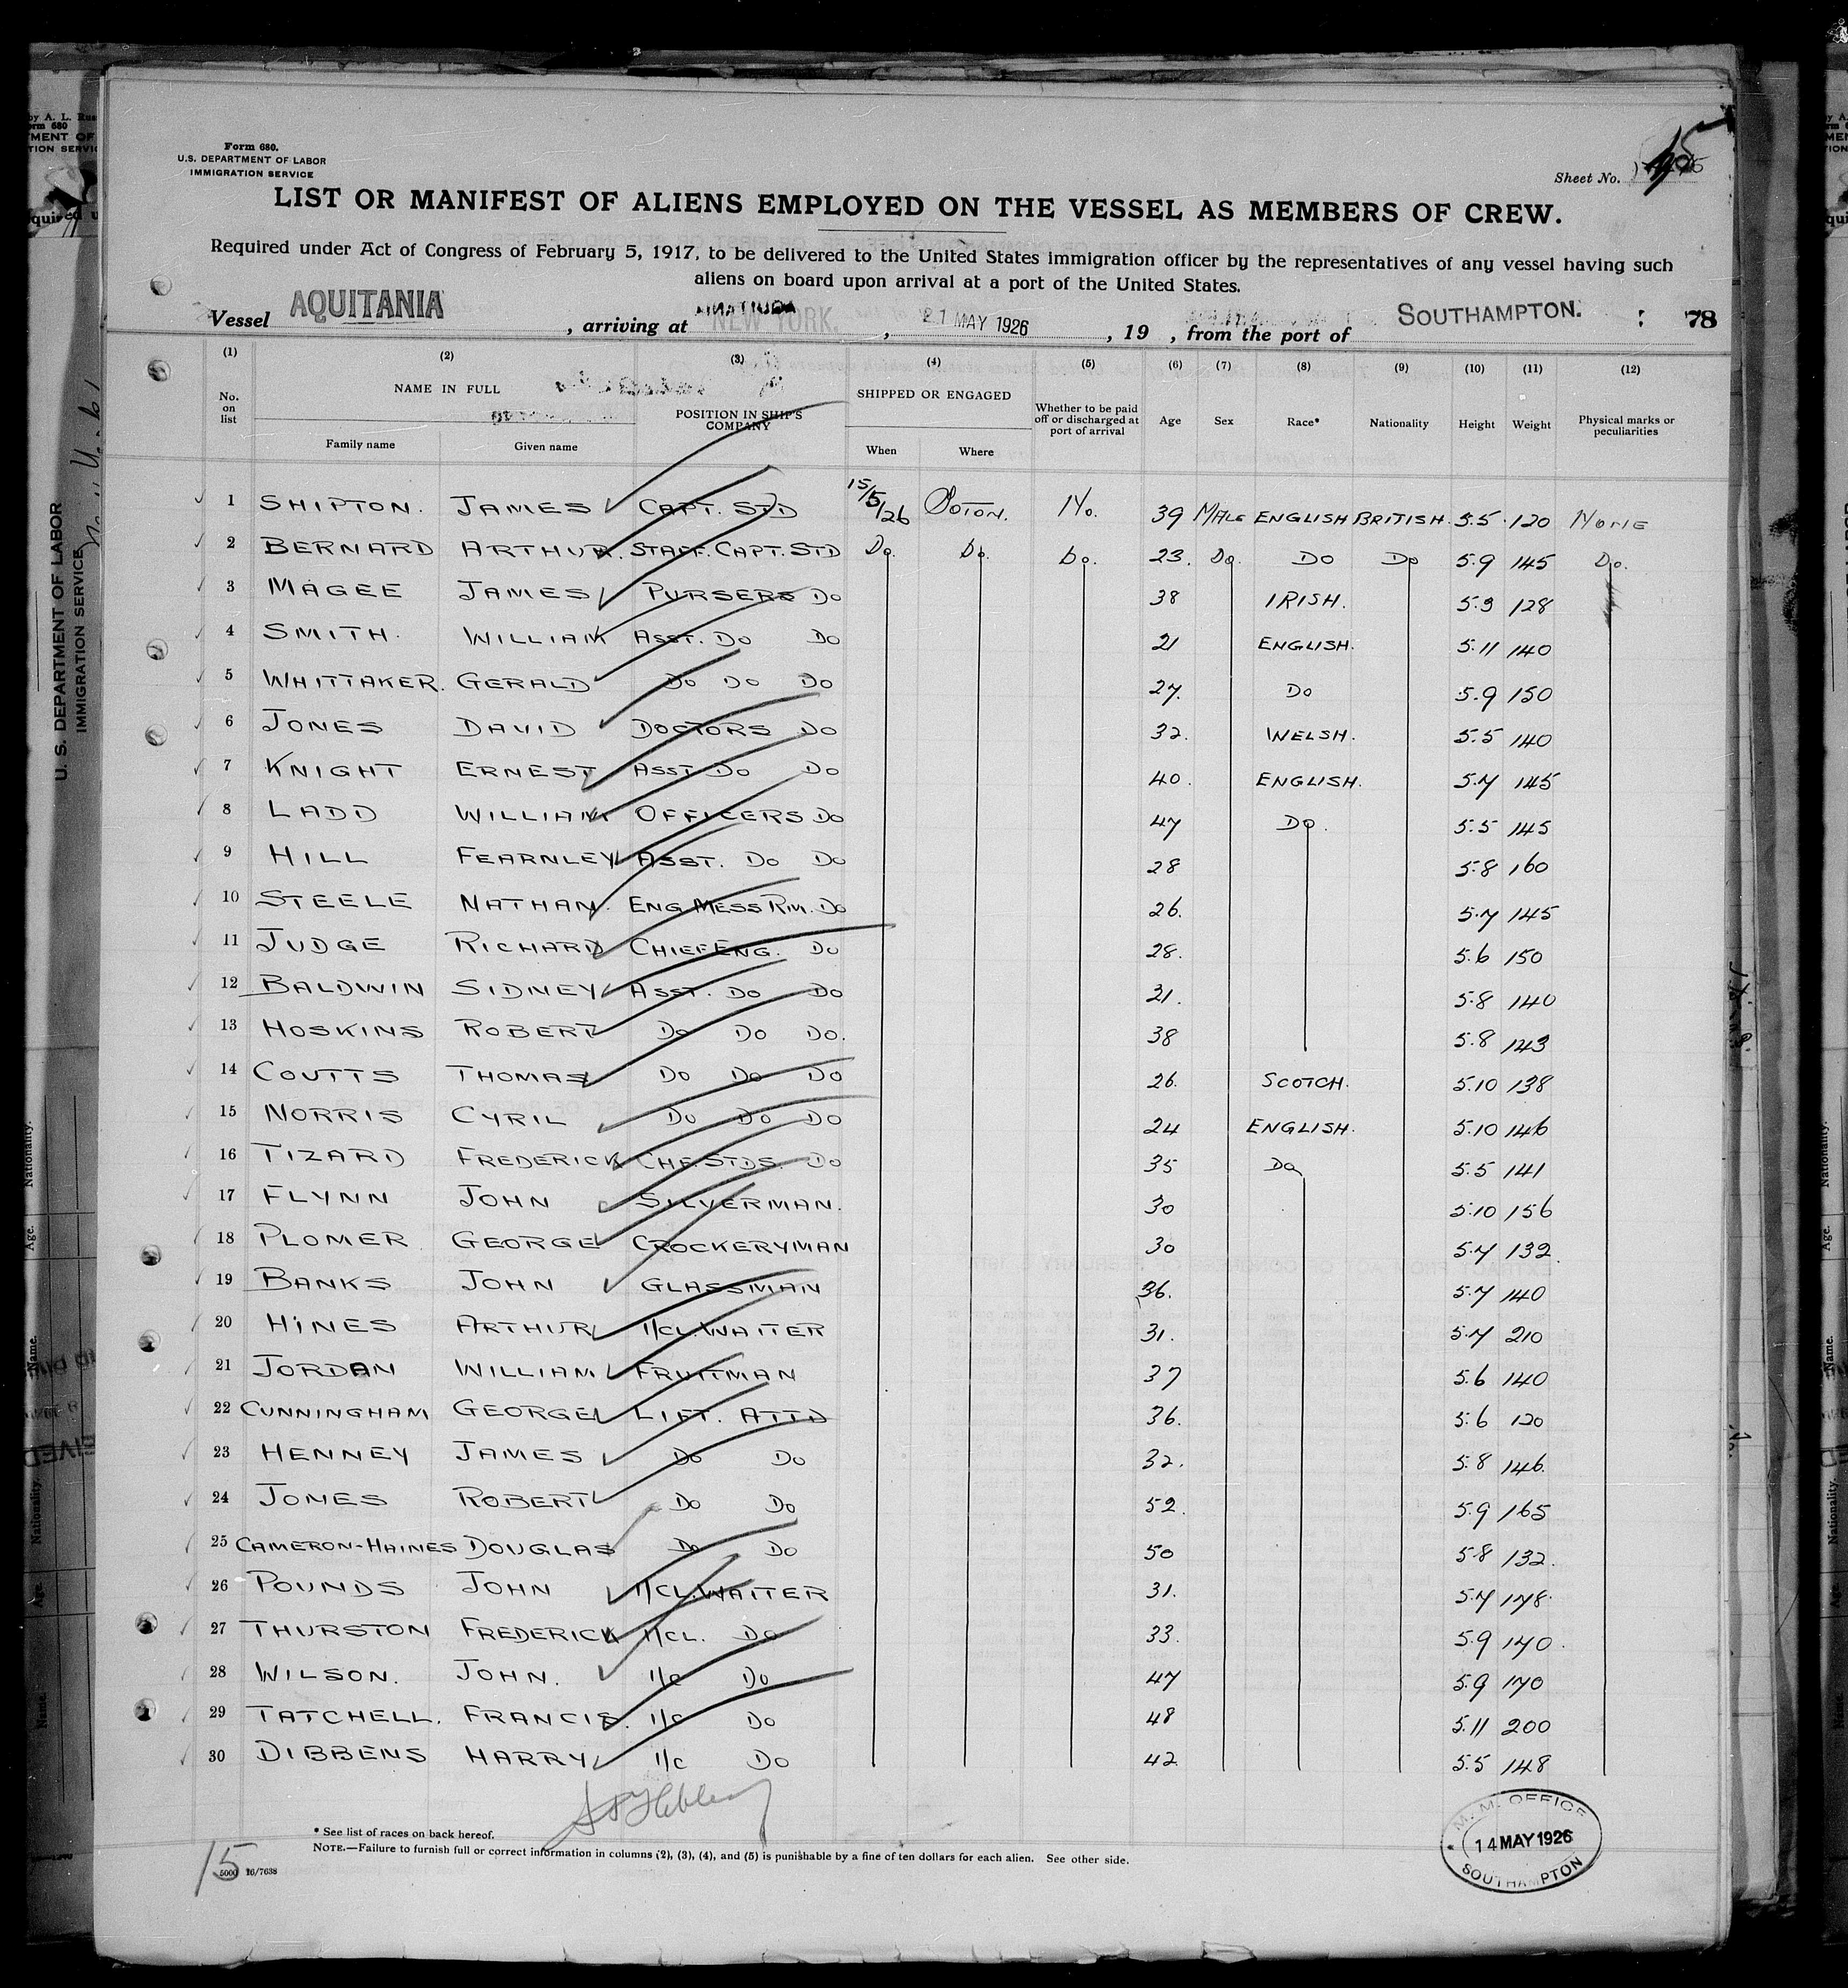 Form 680.
U.S. DEPARTMENT OF LABOR
IMMIGRATION SERVICE
Sheet No.
LIST OR MANIFEST OF ALIENS EMPLOYED ON THE VESSEL AS MEMBERS OF CREW.
Required under Act of Congress of February 5, 1917, to be delivered to the United States immigration officer by the representatives of any vessel having such
aliens on board upon arrival at a port of the United States.
Vessel AQUITANIA, arriving at NEW YORK., 21 MAY 1926, 19 , from the port of SOUTHAMPTON. 78
(1) (2) (3) (4) (5) (6) (7) (8) (9) (10) (11) (12)
No. on list NAME IN FULL Family name Given name POSITION IN SHIP'S COMPANY SHIPPED OR ENGAGED When Where Whether to be paid off or discharged at port of arrival Age Sex Race* Nationality Height Weight Physical marks or peculiarities
1 SHIPTON. JAMES CAPT. STD 15/5/26 SOTON. No. 39 MALE ENGLISH BRITISH. 5.5 120 NONE
2 BERNARD ARTHUR. STAFF. CAPT. STD Do. Do. Do. 23. Do. DO Do 5.9 145 Do.
3 MAGEE JAMES PURSERS DO 38 IRISH. 5.3 128
4 SMITH. WILLIAM ASST. DO DO 21 ENGLISH. 5.11 140
5 WHITTAKER. GERALD DO DO DO 27. DO 5.9 150
6 JONES DAVID DOCTORS DO 32. WELSH. 5.5 140
7 KNIGHT ERNEST ASST DO DO 40. ENGLISH. 5.7 145
8 LADD WILLIAM OFFICERS DO 47 DO. 5.5 145
9 HILL FEARNLEY ASST. DO DO 28 5.8 160
10 STEELE NATHAN. ENG MESS RM. DO 26. 5.7 145
11 JUDGE RICHARD CHIEF ENG. DO 28. 5.6 150
12 BALDWIN SIDNEY ASST. DO DO 21. 5.8 140
13 HOSKINS ROBERT DO DO DO. 38 5.8 143
14 COUTTS THOMAS DO DO DO 26. SCOTCH. 5.10 138
15 NORRIS CYRIL DO DO DO 24 ENGLISH. 5.10 146
16 TIZARD FREDERICK CHF. STDS. DO 35 DO 5.5 141
17 FLYNN JOHN SILVERMAN. 30 5.10 156
18 PLOMER GEORGE CROCKERYMAN 30 5.7 132.
19 BANKS JOHN GLASSMAN 36. 5.7 140
20 HINES ARTHUR 1/CL. WAITER 31. 5.7 210
21 JORDAN WILLIAM FRUITMAN 37 5.6 140
22 CUNNINGHAM GEORGE LIFT. ATTD 36. 5.6 120
23 HENNEY JAMES DO DO 32. 5.8 146.
24 JONES ROBERT DO DO 52. 5.9 165
25 CAMERON-HAINES DOUGLAS DO DO 50 5.8 132.
26 POUNDS JOHN 1/CL. WAITER 31. 5.7 178.
27 THURSTON FREDERICK 1/CL. DO 33. 5.9 140.
28 WILSON. JOHN. 1/C DO 47 5.9 170
29 TATCHELL. FRANCIS. 1/C DO 48 5.11 200
30 DIBBENS HARRY 1/C DO 42 5.5 148
* See list of races on back hereof.
NOTE.—Failure to furnish full or correct information in columns (2), (3), (4), and (5) is punishable by a fine of ten dollars for each alien. See other side.
15
5000 10/7638
M. M. OFFICE
14 MAY 1926
SOUTHAMPTON
U. S. DEPARTMENT OF LABOR
IMMIGRATION SERVICE
Nationality.
Age.
Name.
Nationality.
Age.
Name.